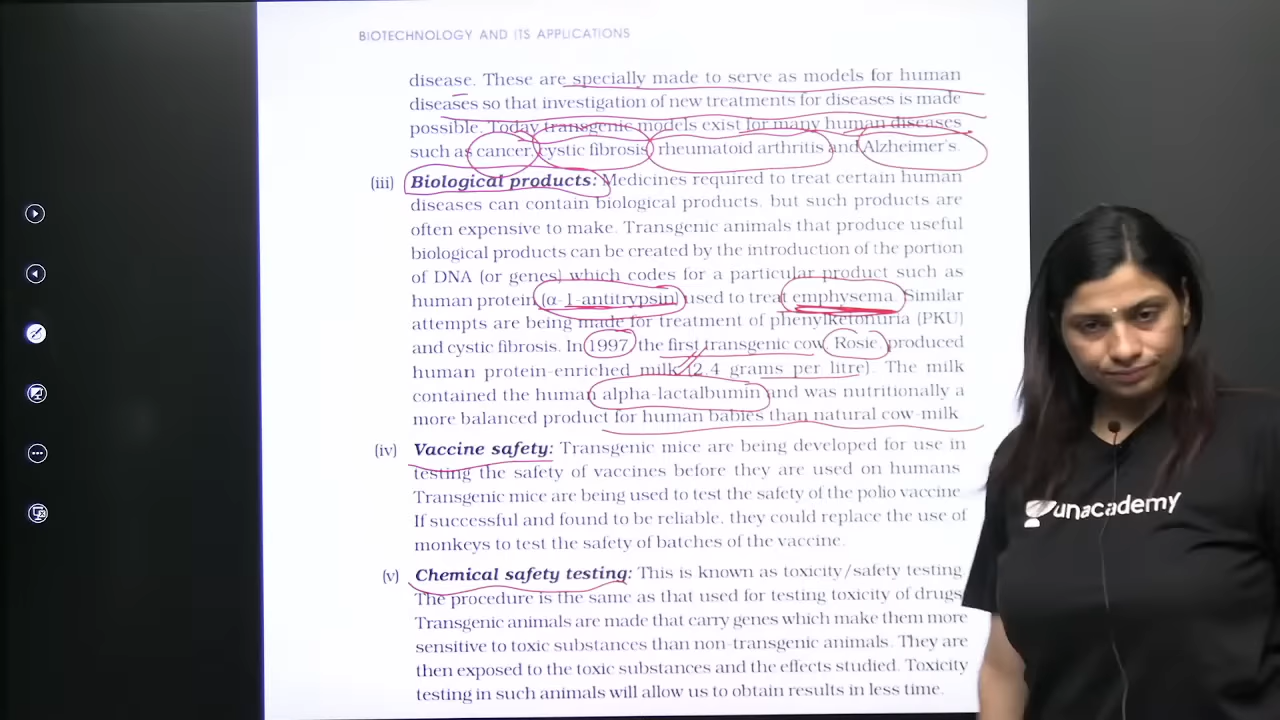 BIOTECHNOLOGY AND ITS APPLICATIONS
disease. These are specially made to serve as models for human
diseases so that investigation of new treatments for diseases is made
possible. Today transgenic models exist for many human diseases
such as cancer, cystic fibrosis, rheumatoid arthritis and Alzheimer's.
(iii) Biological products: Medicines required to treat certain human
diseases can contain biological products, but such products are
often expensive to make. Transgenic animals that produce useful
biological products can be created by the introduction of the portion
of DNA (or genes) which codes for a particular product such as
human protein (α-1-antitrypsin) used to treat emphysema. Similar
attempts are being made for treatment of phenylketonuria (PKU)
and cystic fibrosis. In 1997, the first transgenic cow, Rosie, produced
human protein-enriched milk (2.4 grams per litre). The milk
contained the human alpha-lactalbumin and was nutritionally a
more balanced product for human babies than natural cow-milk.
(iv) Vaccine safety: Transgenic mice are being developed for use in
testing the safety of vaccines before they are used on humans.
Transgenic mice are being used to test the safety of the polio vaccine.
If successful and found to be reliable, they could replace the use of
monkeys to test the safety of batches of the vaccine.
(v) Chemical safety testing: This is known as toxicity/safety testing.
The procedure is the same as that used for testing toxicity of drugs.
Transgenic animals are made that carry genes which make them more
sensitive to toxic substances than non-transgenic animals. They are
then exposed to the toxic substances and the effects studied. Toxicity
testing in such animals will allow us to obtain results in less time.
unacademy